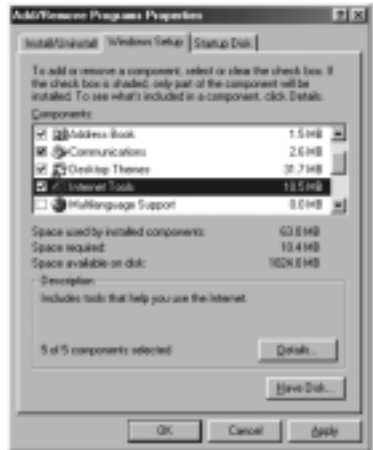 Add/Remove Programs Properties
Install/Uninstall Windows Setup Startup Disk
To add or remove a component, select or clear the check box. If
the check box is shaded, only part of the component will be
installed. To see what's included in a component, click Details.
Components:
Address Book 1.5 MB
Communications 2.6 MB
Desktop Themes 31.7 MB
Internet Tools 10.5 MB
Multilanguage Support 0.0 MB
Space used by installed components: 63.0 MB
Space required: 10.4 MB
Space available on disk: 1024.0 MB
Description
Includes tools that help you use the Internet.
5 of 5 components selected
Details...
Have Disk...
OK Cancel Apply